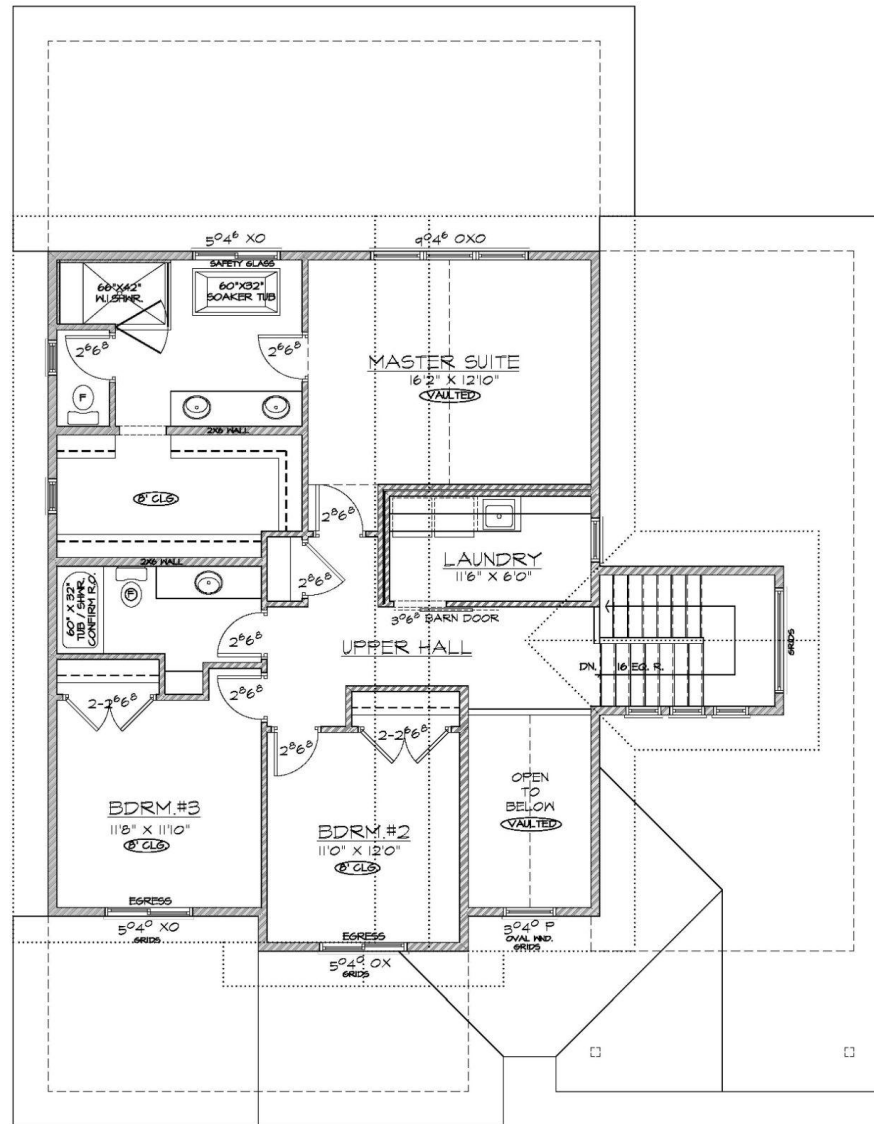 5⁰4⁶ XO
9⁰4⁶ OXO
SAFETY GLASS
66"X42"
W.I. SHWR.
60"X32"
SOAKER TUB
2⁶6⁸
2⁶6⁸
F
MASTER SUITE
16'2" X 12'10"
VAULTED
2X6 WALL
8' CLG
2⁸6⁸
2X6 WALL
2⁸6⁸
LAUNDRY
11'6" X 6'0"
60" X 32"
TUB / SHWR.
CONFIRM R.O.
F
3⁰6⁸ BARN DOOR
2⁶6⁸
UPPER HALL
GRIDS
DN. 16 EQ. R.
2⁸6⁸
2-2⁶6⁸
2⁸6⁸
2-2⁶6⁸
OPEN
TO
BELOW
VAULTED
BDRM.#3
11'8" X 11'10"
8' CLG
BDRM.#2
11'0" X 12'0"
8' CLG
EGRESS
5⁰4⁰ XO
GRIDS
EGRESS
5⁰4⁰ OX
GRIDS
3⁰4⁰ P
OVAL WND.
GRIDS